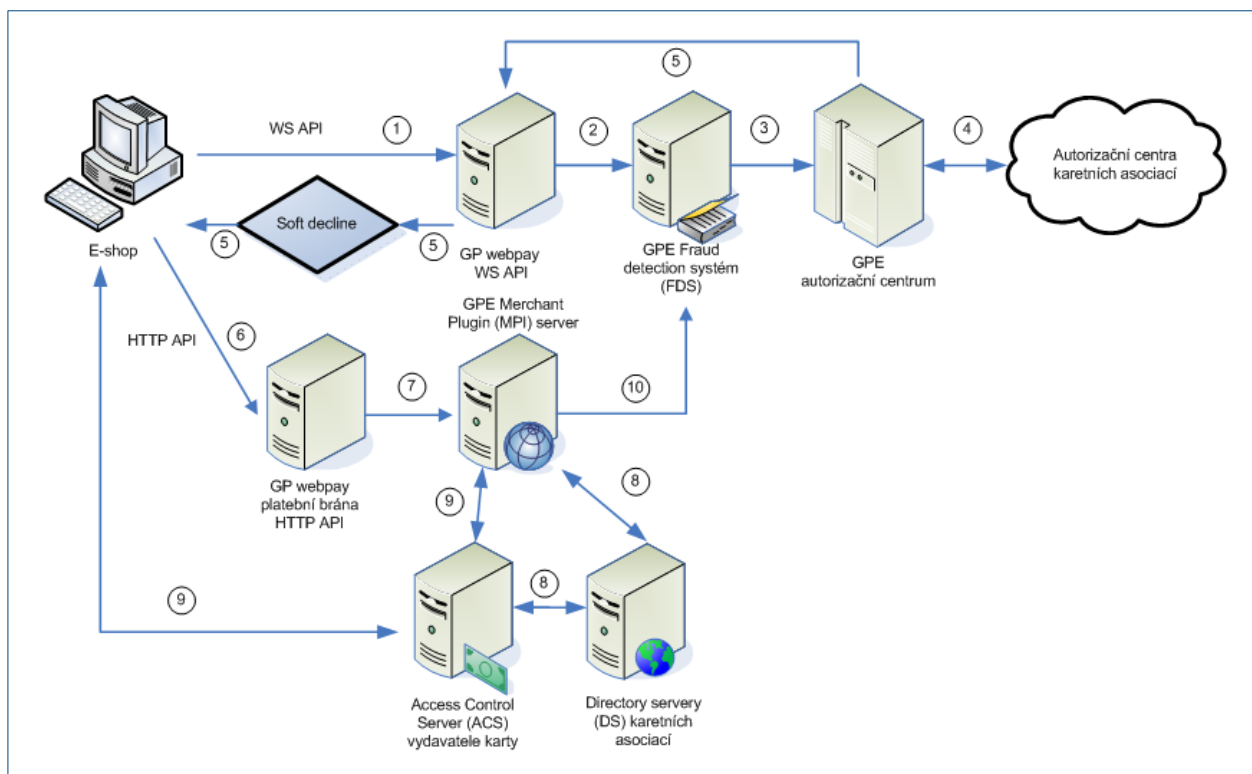 5
WS API
1
2
3
4
Autorizační centra
karetních asociací
Soft decline
5
5
E-shop
GP webpay
WS API
GPE Fraud
detection systém
(FDS)
GPE
autorizační centrum
GPE Merchant
Plugin (MPI) server
HTTP API
6
7
10
GP webpay
platební brána
HTTP API
9
8
8
9
Access Control
Server (ACS)
vydavatele karty
Directory servery
(DS) karetních
asociací